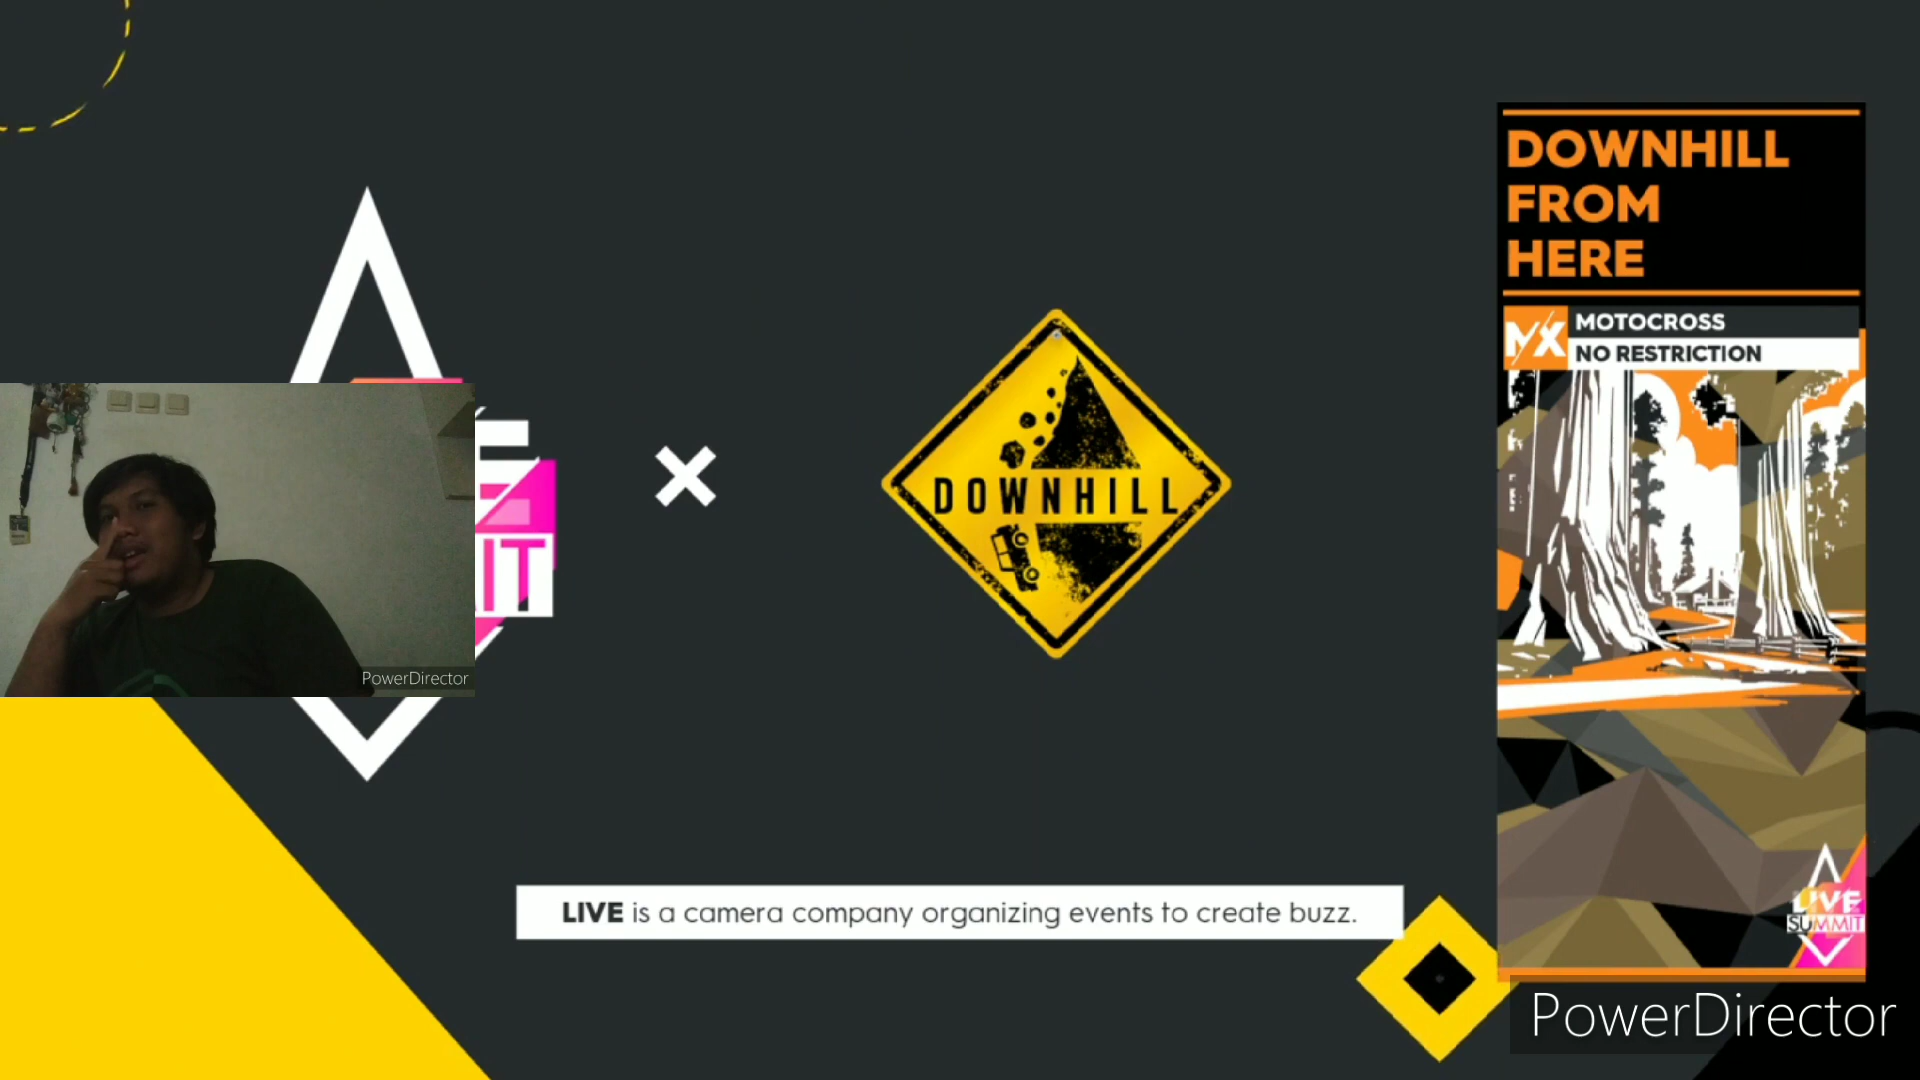 DOWNHILL
FROM
HERE
MX MOTOCROSS
NO RESTRICTION
DOWNHILL
PowerDirector
LIVE is a camera company organizing events to create buzz.
LIVE
SUMMIT
PowerDirector